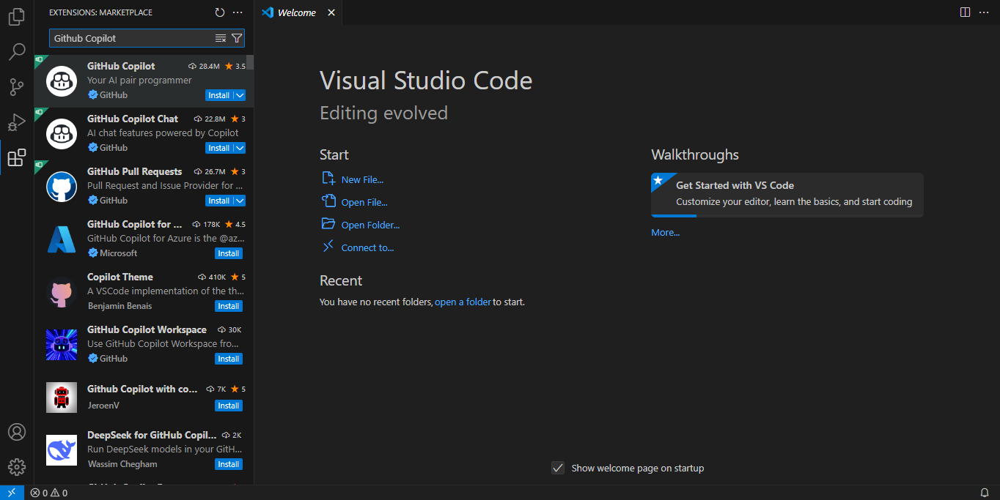 EXTENSIONS: MARKETPLACE
Github Copilot
GitHub Copilot 28.4M 3.5
Your AI pair programmer
GitHub Install
GitHub Copilot Chat 22.8M 3
AI chat features powered by Copilot
GitHub Install
GitHub Pull Requests 26.7M 3
Pull Request and Issue Provider for ...
GitHub Install
GitHub Copilot for ... 178K 4.5
GitHub Copilot for Azure is the @az...
Microsoft Install
Copilot Theme 410K 5
A VSCode implementation of the th...
Benjamin Benais Install
GitHub Copilot Workspace 30K
Use GitHub Copilot Workspace fro...
GitHub Install
Github Copilot with co... 7K 5
JeroenV Install
DeepSeek for GitHub Copil... 2K
Run DeepSeek models in your GitH...
Wassim Chegham Install
Welcome
Visual Studio Code
Editing evolved
Start
New File...
Open File...
Open Folder...
Connect to...
Recent
You have no recent folders, open a folder to start.
Walkthroughs
Get Started with VS Code
Customize your editor, learn the basics, and start coding
More...
Show welcome page on startup
0 0